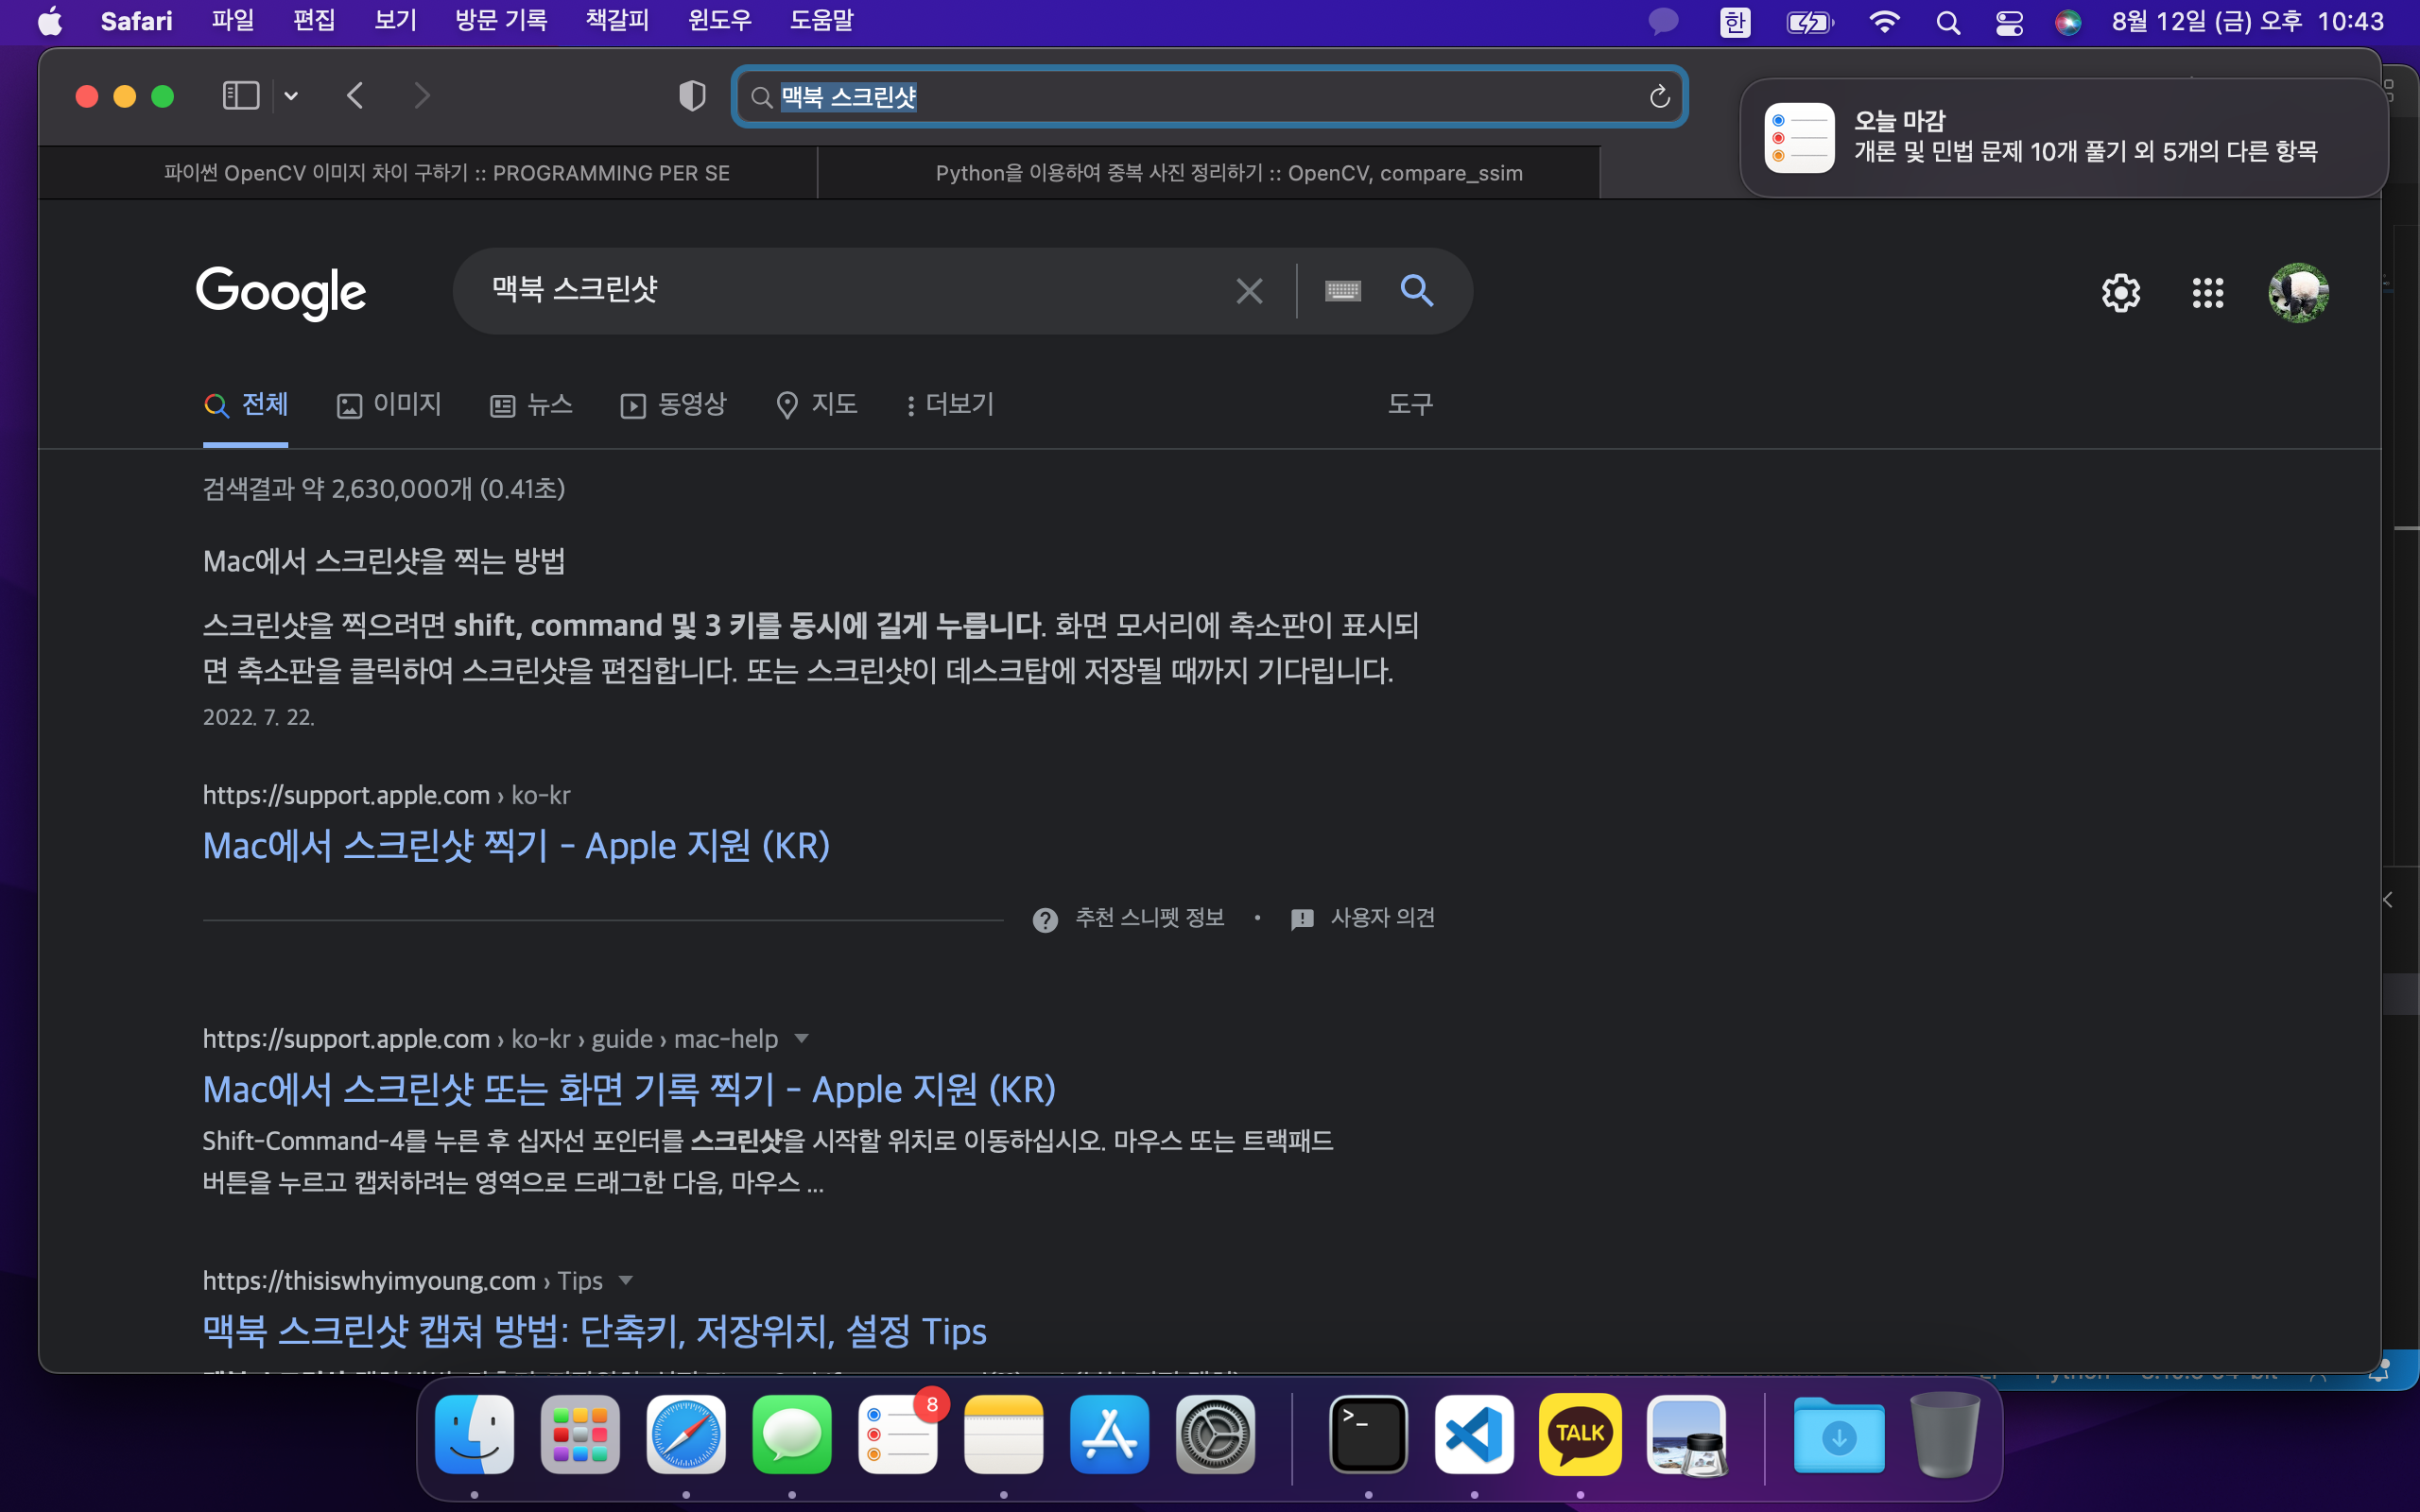 Safari 파일 편집 보기 방문 기록 책갈피 윈도우 도움말
한 8월 12일 (금) 오후 10:43
맥북 스크린샷
오늘 마감
개론 및 민법 문제 10개 풀기 외 5개의 다른 항목
파이썬 OpenCV 이미지 차이 구하기 :: PROGRAMMING PER SE
Python을 이용하여 중복 사진 정리하기 :: OpenCV, compare_ssim
Google
맥북 스크린샷
전체 이미지 뉴스 동영상 지도 더보기 도구
검색결과 약 2,630,000개 (0.41초)
Mac에서 스크린샷을 찍는 방법
스크린샷을 찍으려면 shift, command 및 3 키를 동시에 길게 누릅니다. 화면 모서리에 축소판이 표시되
면 축소판을 클릭하여 스크린샷을 편집합니다. 또는 스크린샷이 데스크탑에 저장될 때까지 기다립니다.
2022. 7. 22.
https://support.apple.com › ko-kr
Mac에서 스크린샷 찍기 - Apple 지원 (KR)
추천 스니펫 정보 • 사용자 의견
https://support.apple.com › ko-kr › guide › mac-help
Mac에서 스크린샷 또는 화면 기록 찍기 - Apple 지원 (KR)
Shift-Command-4를 누른 후 십자선 포인터를 스크린샷을 시작할 위치로 이동하십시오. 마우스 또는 트랙패드
버튼을 누르고 캡처하려는 영역으로 드래그한 다음, 마우스 ...
https://thisiswhyimyoung.com › Tips
맥북 스크린샷 캡쳐 방법: 단축키, 저장위치, 설정 Tips
8
TALK